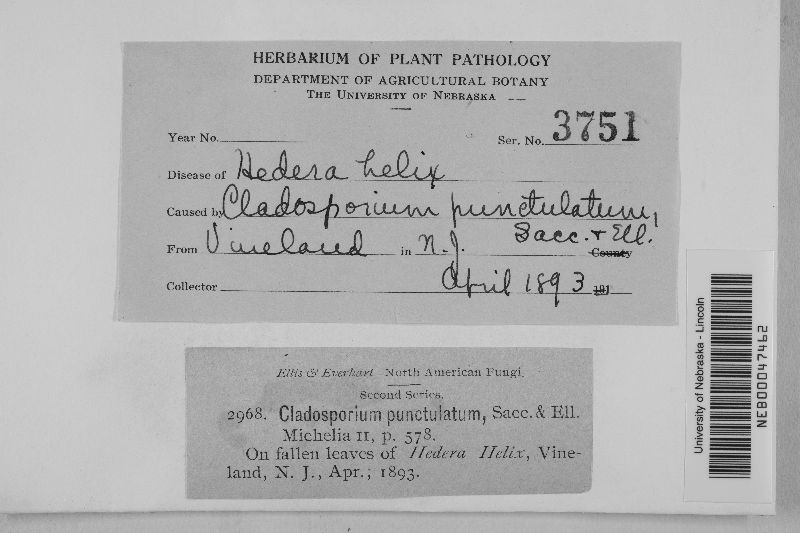 HERBARIUM OF PLANT PATHOLOGY
DEPARTMENT OF AGRICULTURAL BOTANY
THE UNIVERSITY OF NEBRASKA
Year No.
Ser. No. 3751
Disease of Hedera helix
Caused by Cladosporium punctulatum,
Sacc. + Ell.
From Vineland in N. J. County
Collector April 1893 191
Ellis & Everhart North American Fungi.
Second Series.
2968. Cladosporium punctulatum, Sacc. & Ell.
Michelia II, p. 578.
On fallen leaves of Hedera Helix, Vine-
land, N. J., Apr., 1893.
University of Nebraska - Lincoln
NEB00047462